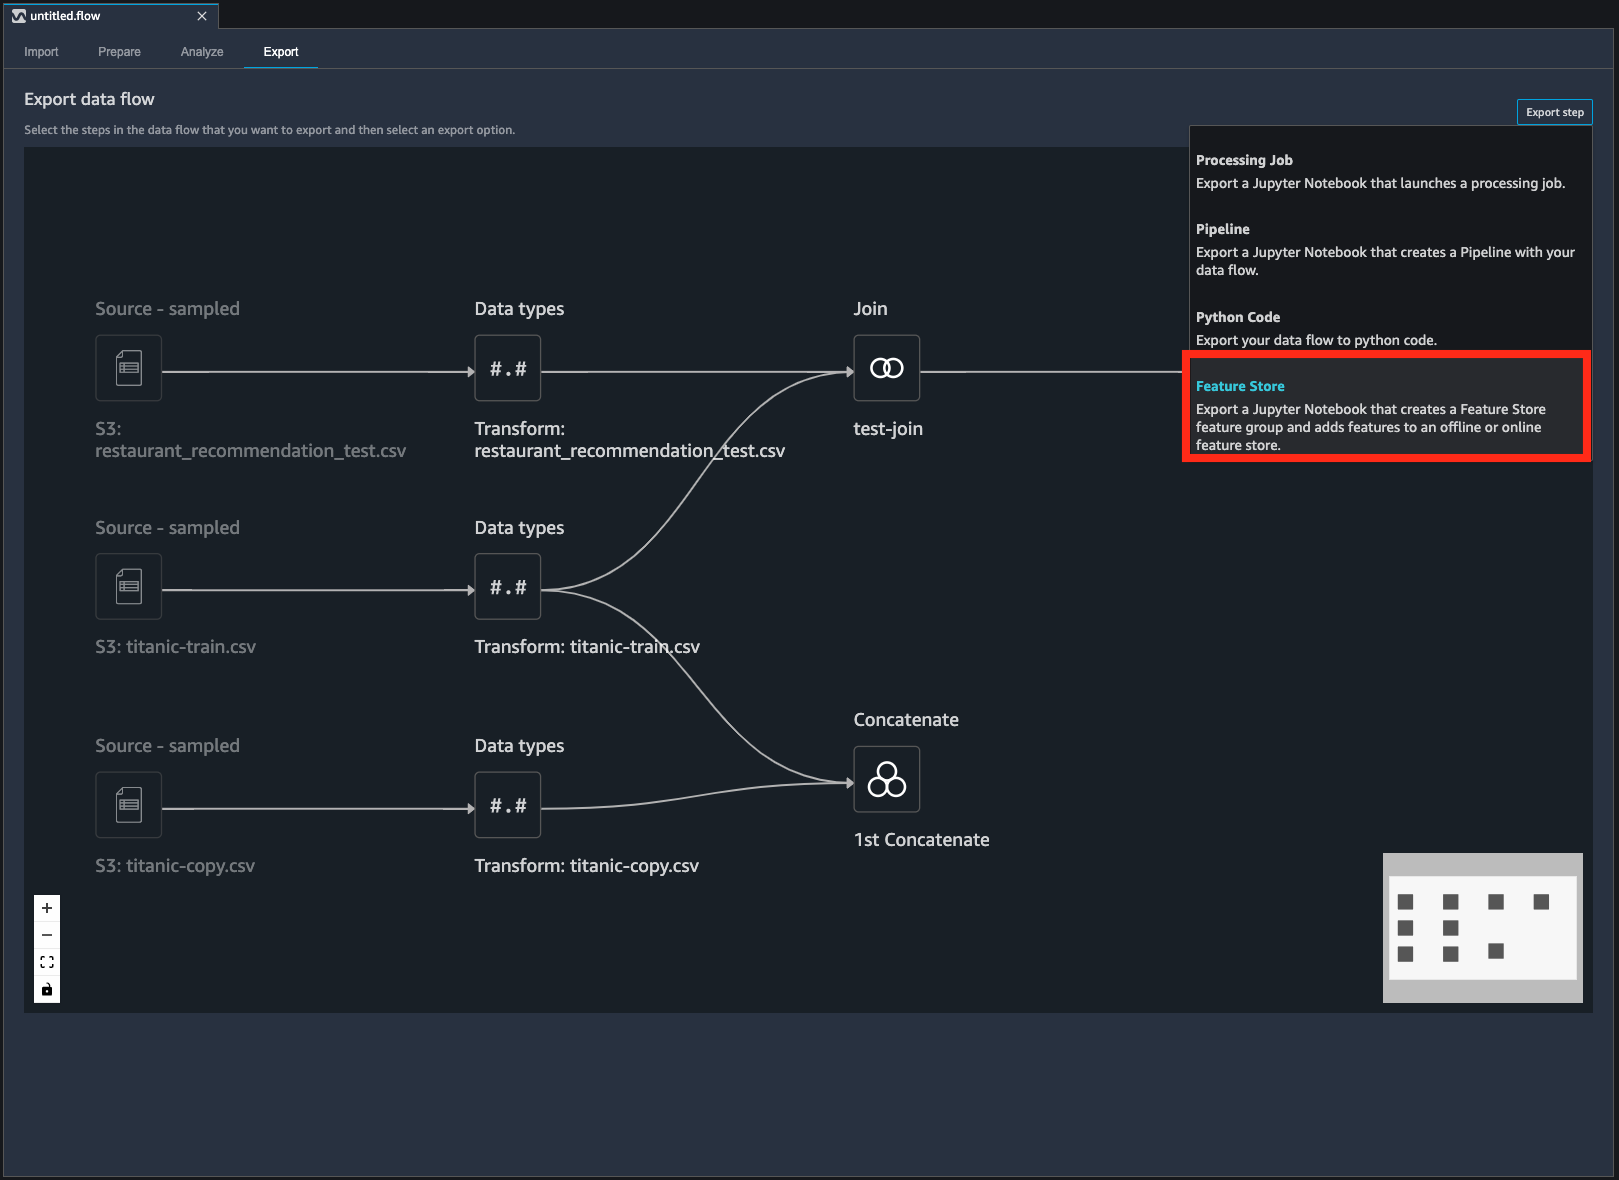 untitled.flow
Import Prepare Analyze Export
Export data flow
Select the steps in the data flow that you want to export and then select an export option.
Export step
Processing Job
Export a Jupyter Notebook that launches a processing job.
Pipeline
Export a Jupyter Notebook that creates a Pipeline with your
data flow.
Python Code
Export your data flow to python code.
Feature Store
Export a Jupyter Notebook that creates a Feature Store
feature group and adds features to an offline or online
feature store.
Source - sampled
S3:
restaurant_recommendation_test.csv
Data types
#.#
Transform:
restaurant_recommendation_test.csv
Join
test-join
Source - sampled
S3: titanic-train.csv
Data types
#.#
Transform: titanic-train.csv
Source - sampled
S3: titanic-copy.csv
Data types
#.#
Transform: titanic-copy.csv
Concatenate
1st Concatenate